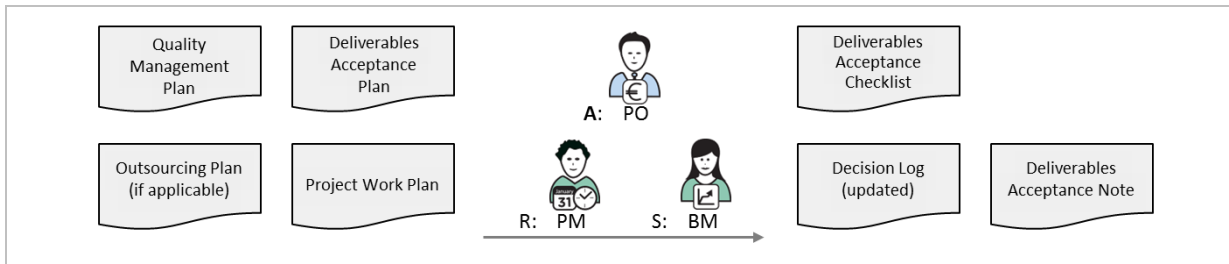 Quality
Management
Plan
Deliverables
Acceptance
Plan
A: PO
Deliverables
Acceptance
Checklist
Outsourcing Plan
(if applicable)
Project Work Plan
January
31
€
R: PM
S: BM
Decision Log
(updated)
Deliverables
Acceptance Note